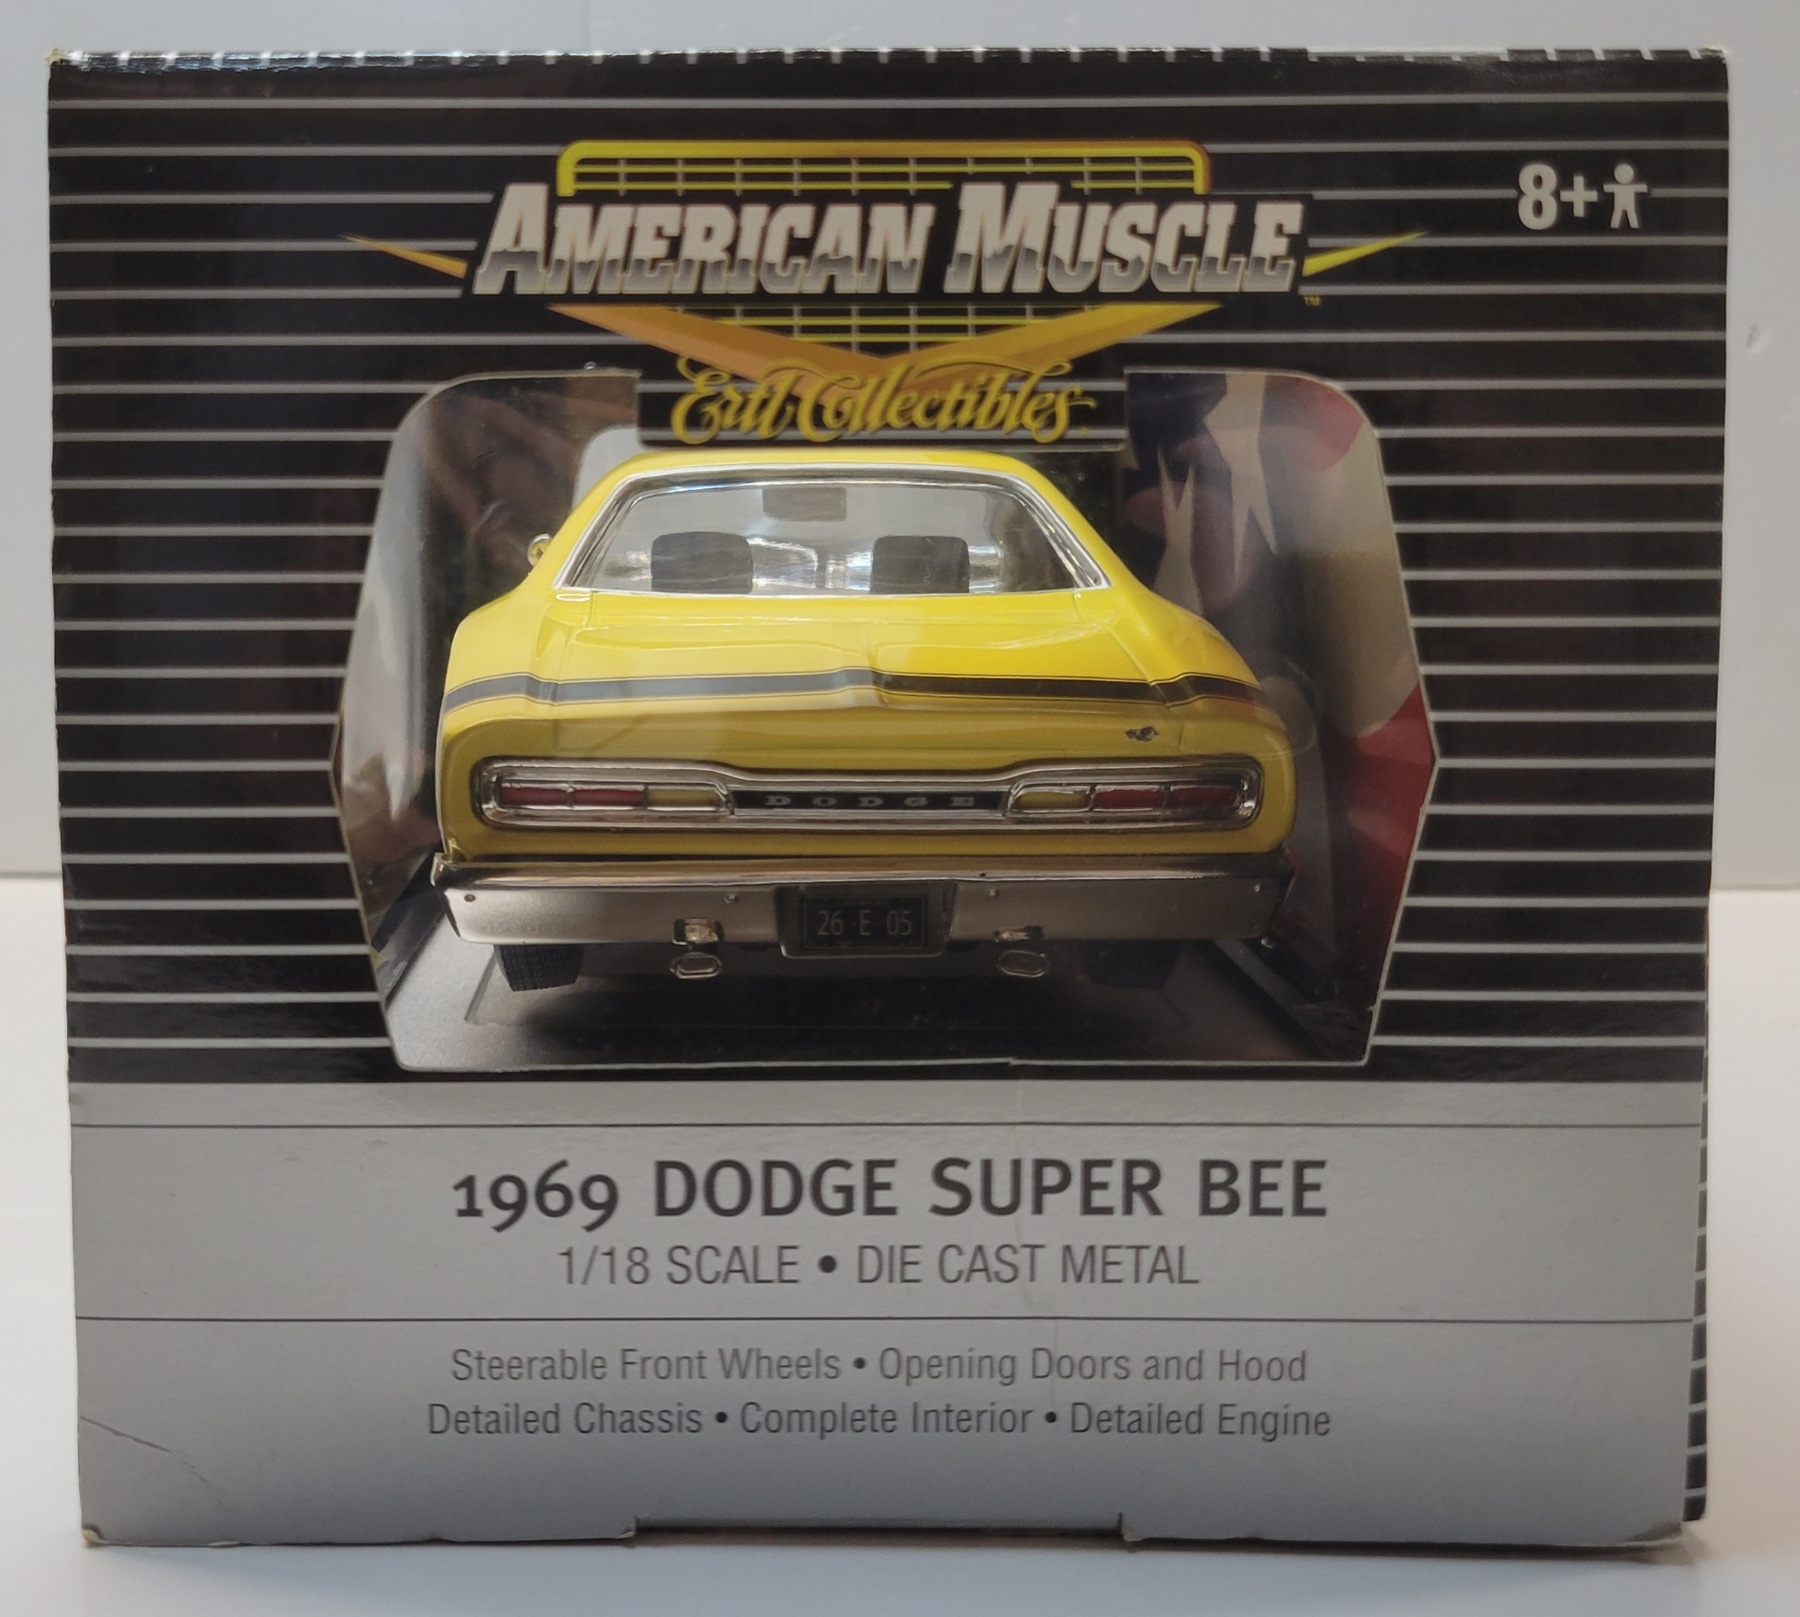 8+
AMERICAN MUSCLE™
Ertl Collectibles
DODGE
26 E 05
1969 DODGE SUPER BEE
1/18 SCALE • DIE CAST METAL
Steerable Front Wheels • Opening Doors and Hood
Detailed Chassis • Complete Interior • Detailed Engine